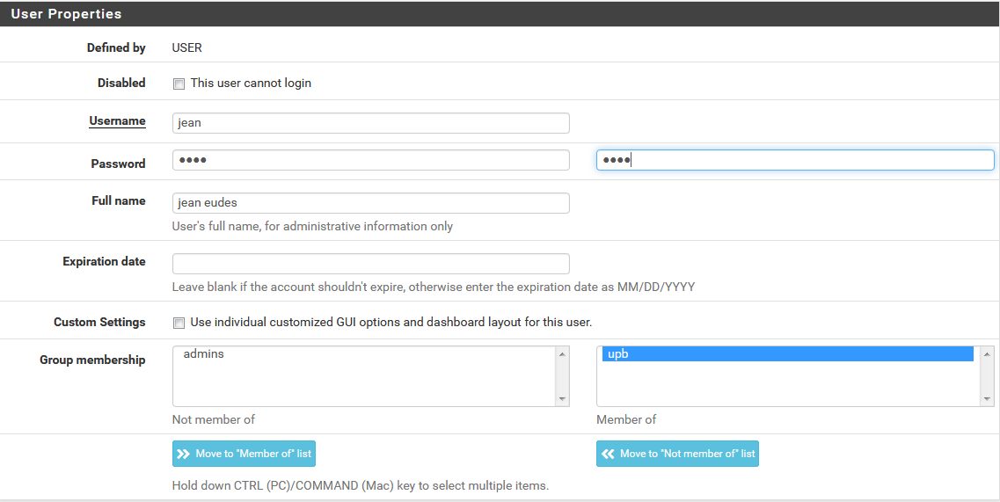 User Properties
Defined by USER
Disabled This user cannot login
Username jean
Password •••• ••••
Full name jean eudes
User's full name, for administrative information only
Expiration date
Leave blank if the account shouldn't expire, otherwise enter the expiration date as MM/DD/YYYY
Custom Settings Use individual customized GUI options and dashboard layout for this user.
Group membership admins upb
Not member of Member of
Move to "Member of" list Move to "Not member of" list
Hold down CTRL (PC)/COMMAND (Mac) key to select multiple items.